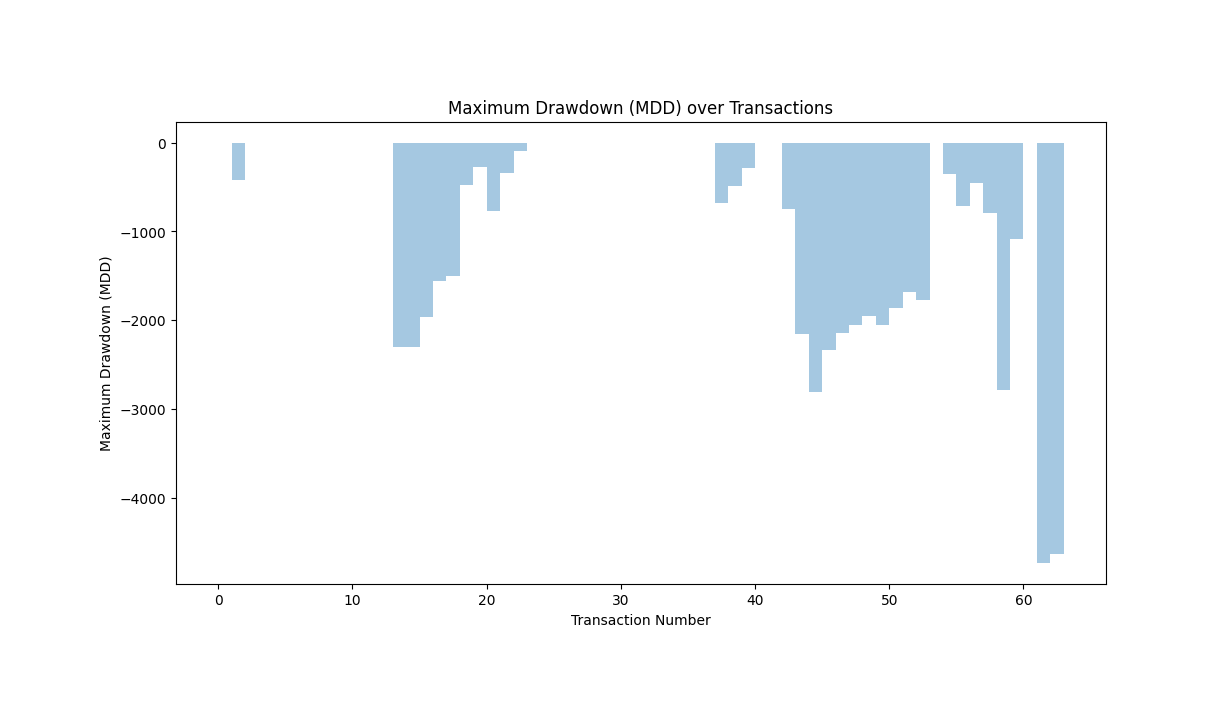 Maximum Drawdown (MDD) over Transactions
0
−1000
−2000
−3000
−4000
Maximum Drawdown (MDD)
0 10 20 30 40 50 60
Transaction Number